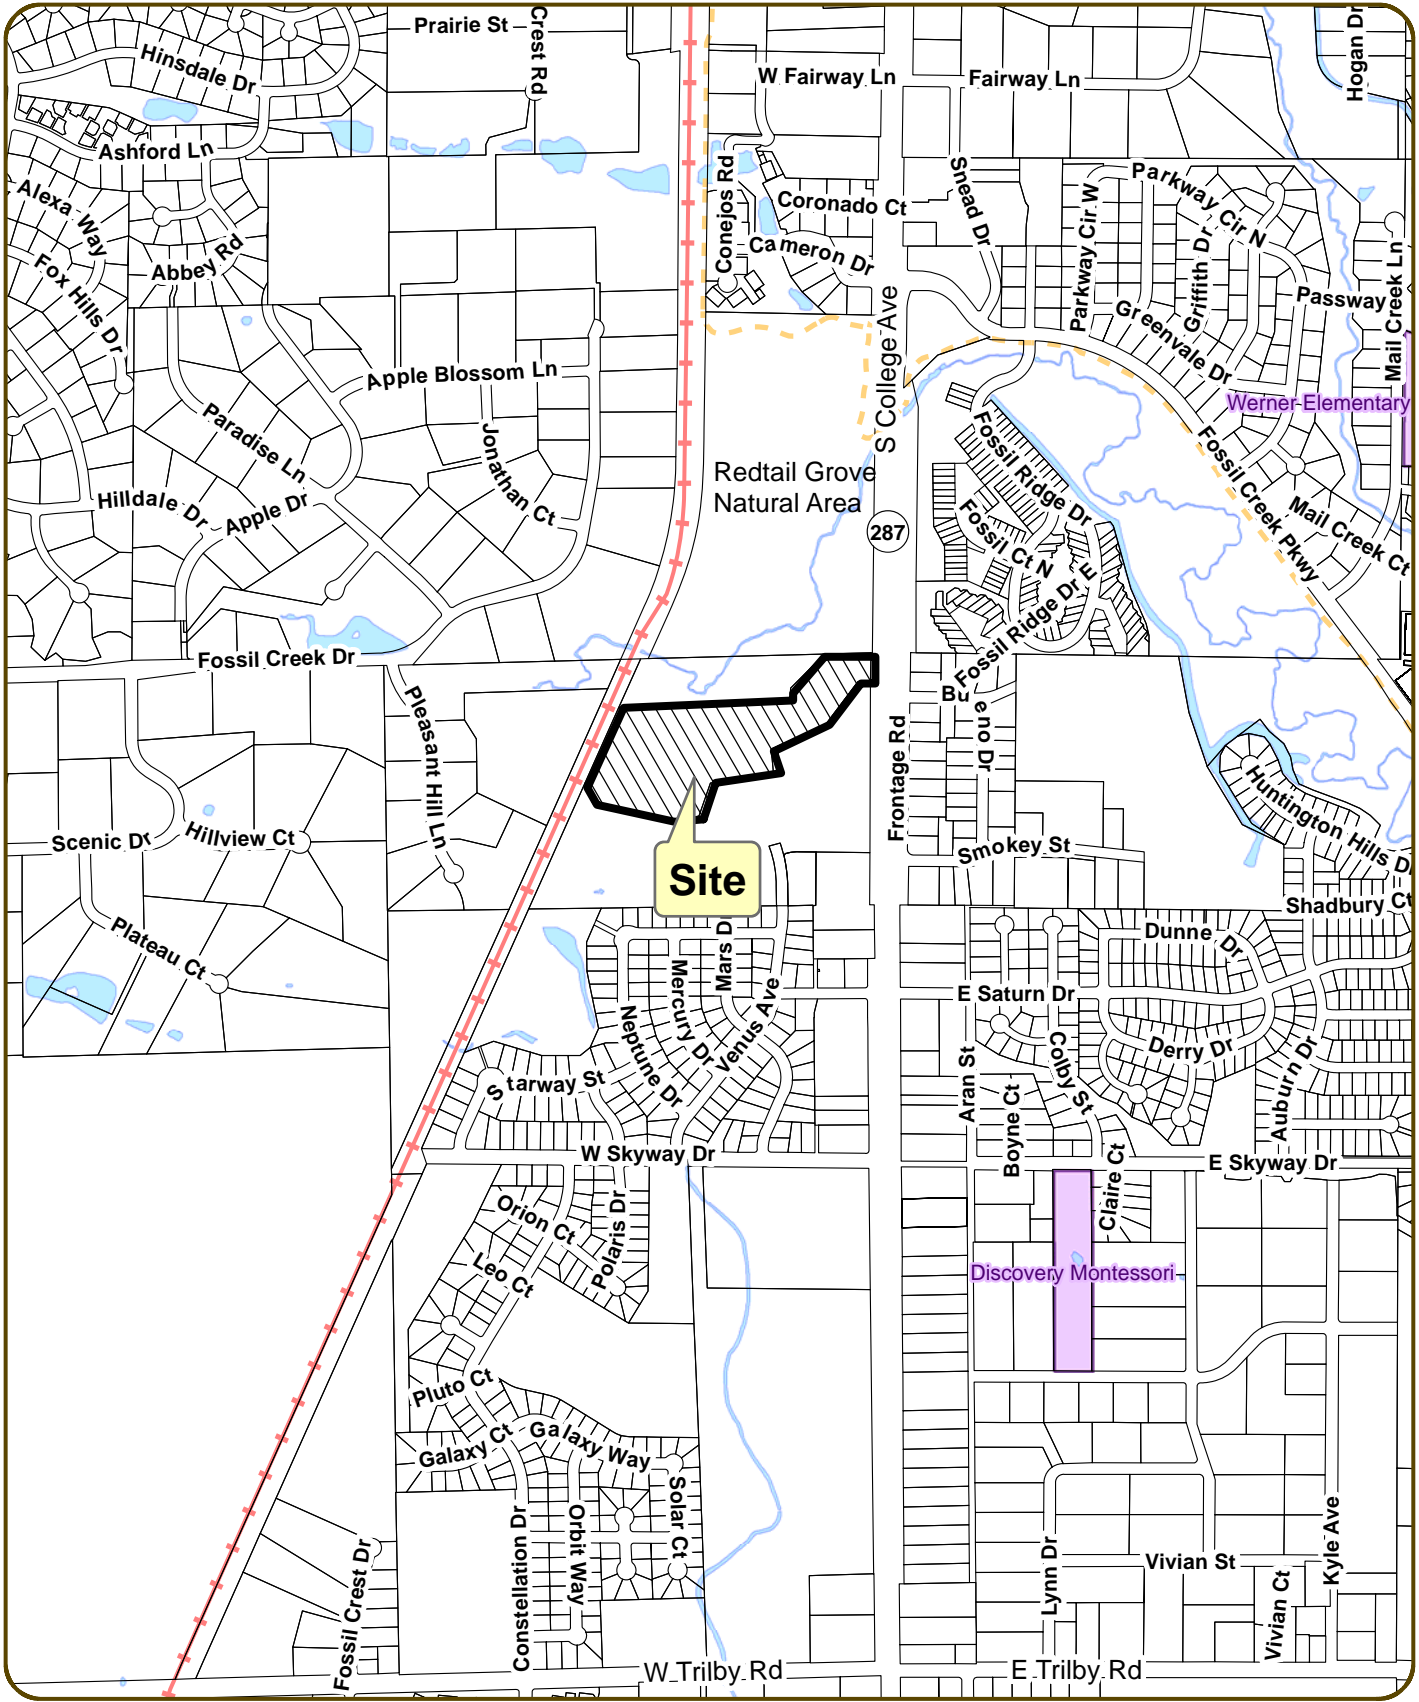 Prairie St
Crest Rd
Hogan Dr
Hinsdale Dr
W Fairway Ln
Fairway Ln
Ashford Ln
Alexa Way
Conejos Rd
Coronado Ct
Snead Dr
Parkway Cir W
Parkway Cir N
Griffith Dr
Abbey Rd
Cameron Dr
Fox Hills Dr
Passway
Mail Creek Ln
Greenvale Dr
S College Ave
Apple Blossom Ln
Werner Elementary
Paradise Ln
Jonathan Ct
Fossil Ridge Dr
Fossil Creek Pkwy
Redtail Grove
Natural Area
Hilldale Dr
Apple Dr
287
Fossil Ct N
Mail Creek Ct
Fossil Ridge Dr E
Fossil Creek Dr
Pleasant Hill Ln
Bueno Dr
Frontage Rd
Huntington Hills Dr
Scenic Dr
Hillview Ct
Smokey St
Site
Shadbury Ct
Plateau Ct
Mars Dr
Dunne Dr
Mercury Dr
Venus Ave
E Saturn Dr
Neptune Dr
Colby St
Derry Dr
Auburn Dr
Starway St
Aran St
Boyne Ct
W Skyway Dr
Claire Ct
E Skyway Dr
Orion Ct
Polaris Dr
Leo Ct
Discovery Montessori
Pluto Ct
Galaxy Ct
Galaxy Way
Solar Ct
Constellation Dr
Orbit Way
Fossil Crest Dr
Lynn Dr
Vivian St
Kyle Ave
Vivian Ct
W Trilby Rd
E Trilby Rd